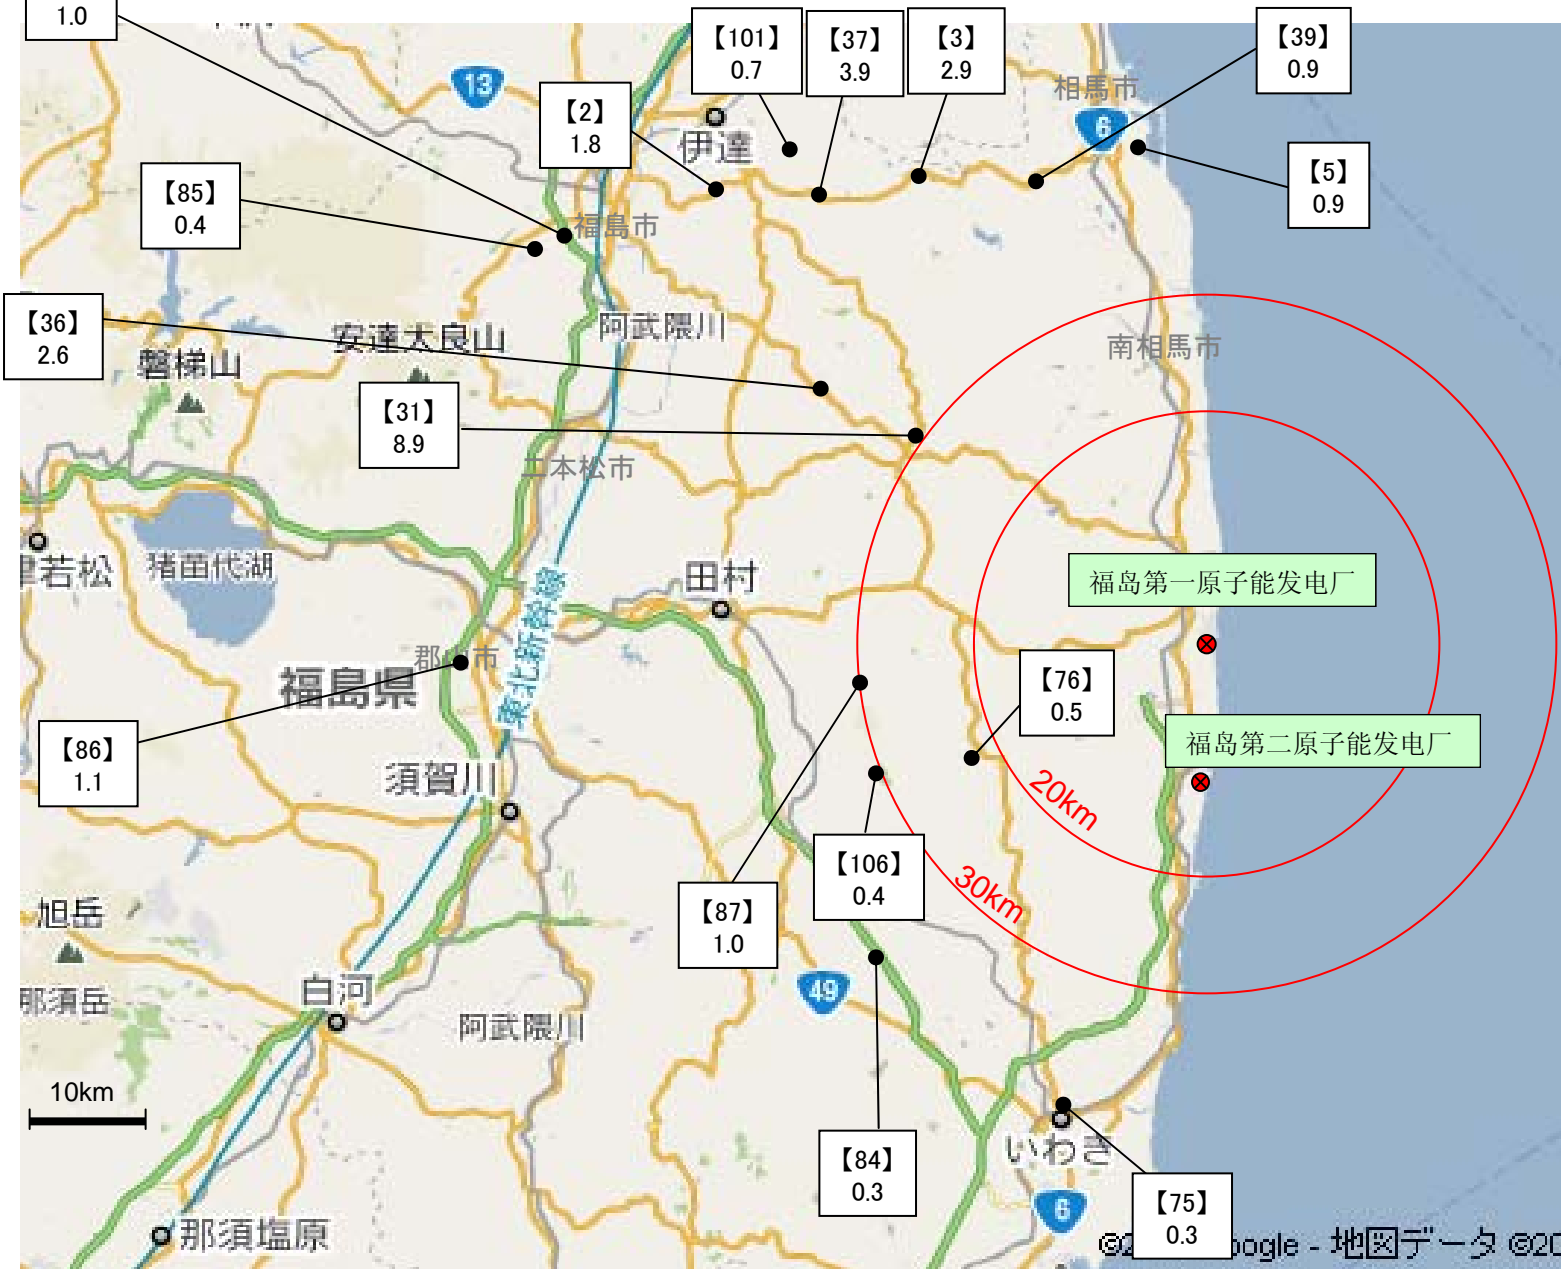 1.0
【101】
0.7
【37】
3.9
【3】
2.9
【39】
0.9
相馬市
13
【2】
1.8
伊達
6
【5】
0.9
【85】
0.4
福島市
【36】
2.6
安達太良山
阿武隈川
磐梯山
南相馬市
【31】
8.9
二本松市
若松
猪苗代湖
東北新幹線
田村
福岛第一原子能发电厂
郡山市
福島県
【76】
0.5
【86】
1.1
福岛第二原子能发电厂
須賀川
20km
【106】
0.4
30km
【87】
1.0
旭岳
那須岳
白河
49
阿武隈川
10km
いわき
【84】
0.3
6
【75】
0.3
那須塩原
oogle - 地図データ ©20